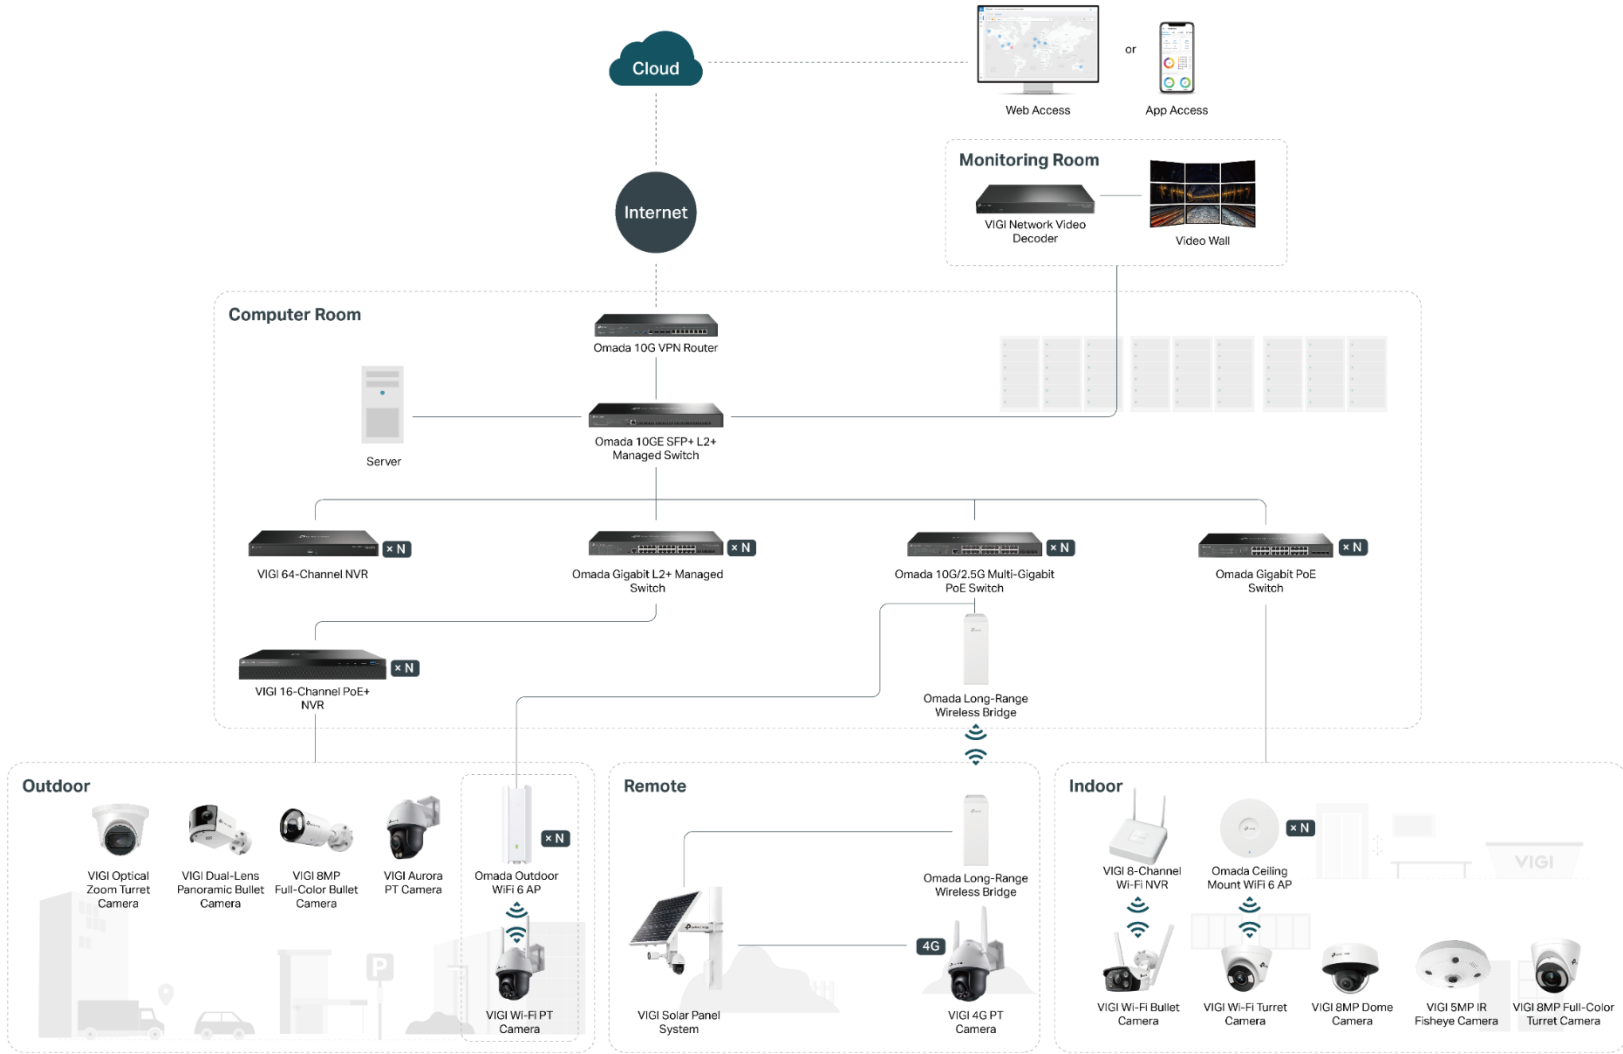 Cloud
or
Web Access
App Access
Monitoring Room
VIGI Network Video
Decoder
Video Wall
Internet
Computer Room
Omada 10G VPN Router
Server
Omada 10GE SFP+ L2+
Managed Switch
× N
VIGI 64-Channel NVR
× N
Omada Gigabit L2+ Managed
Switch
× N
Omada 10G/2.5G Multi-Gigabit
PoE Switch
× N
Omada Gigabit PoE
Switch
× N
VIGI 16-Channel PoE+
NVR
Omada Long-Range
Wireless Bridge
Outdoor
VIGI Optical
Zoom Turret
Camera
VIGI Dual-Lens
Panoramic Bullet
Camera
VIGI 8MP
Full-Color Bullet
Camera
VIGI Aurora
PT Camera
× N
Omada Outdoor
WiFi 6 AP
VIGI Wi-Fi PT
Camera
P
Remote
Omada Long-Range
Wireless Bridge
4G
VIGI Solar Panel
System
VIGI 4G PT
Camera
Indoor
VIGI 8-Channel
Wi-Fi NVR
× N
Omada Ceiling
Mount WiFi 6 AP
VIGI
VIGI Wi-Fi Bullet
Camera
VIGI Wi-Fi Turret
Camera
VIGI 8MP Dome
Camera
VIGI 5MP IR
Fisheye Camera
VIGI 8MP Full-Color
Turret Camera